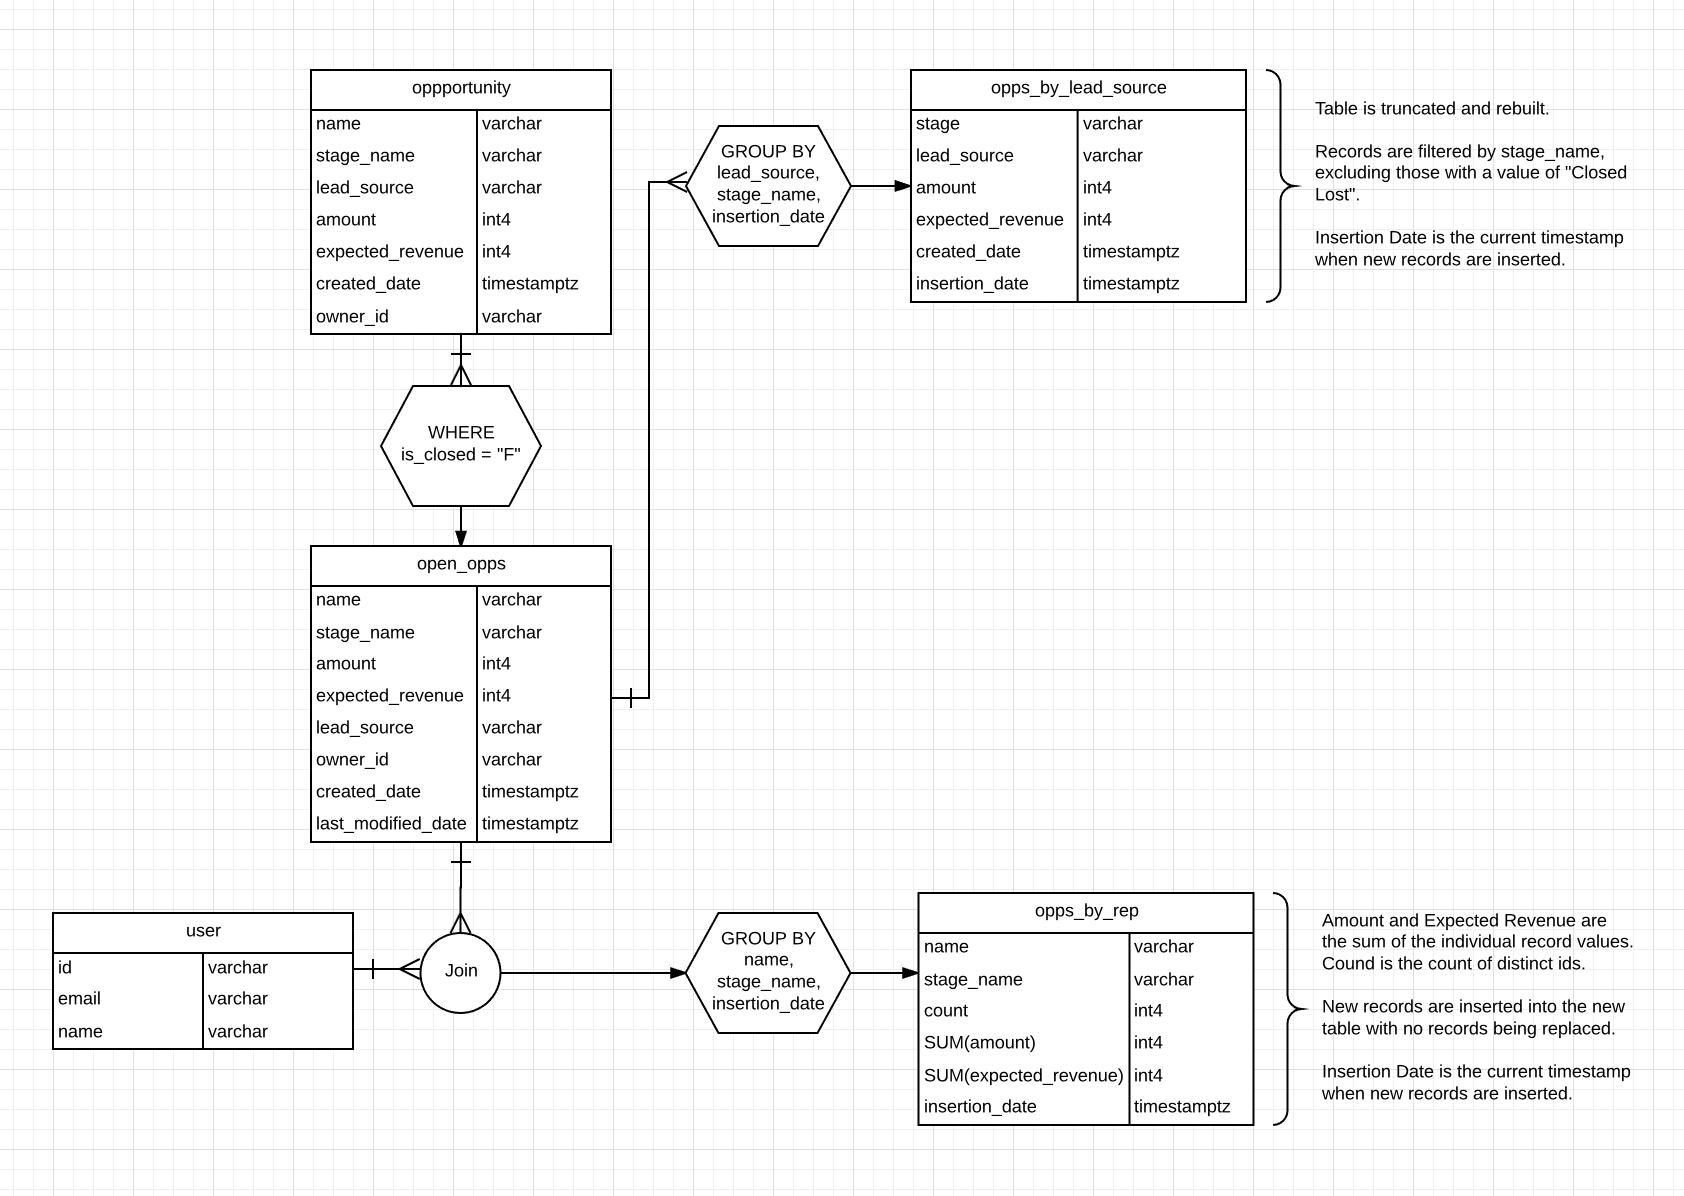 oppportunity
name varchar
stage_name varchar
lead_source varchar
amount int4
expected_revenue int4
created_date timestamptz
owner_id varchar
WHERE
is_closed = "F"
open_opps
name varchar
stage_name varchar
amount int4
expected_revenue int4
lead_source varchar
owner_id varchar
created_date timestamptz
last_modified_date timestamptz
GROUP BY
lead_source,
stage_name,
insertion_date
opps_by_lead_source
stage varchar
lead_source varchar
amount int4
expected_revenue int4
created_date timestamptz
insertion_date timestamptz
Table is truncated and rebuilt.
Records are filtered by stage_name,
excluding those with a value of "Closed
Lost".
Insertion Date is the current timestamp
when new records are inserted.
user
id varchar
email varchar
name varchar
Join
GROUP BY
name,
stage_name,
insertion_date
opps_by_rep
name varchar
stage_name varchar
count int4
SUM(amount) int4
SUM(expected_revenue) int4
insertion_date timestamptz
Amount and Expected Revenue are
the sum of the individual record values.
Cound is the count of distinct ids.
New records are inserted into the new
table with no records being replaced.
Insertion Date is the current timestamp
when new records are inserted.